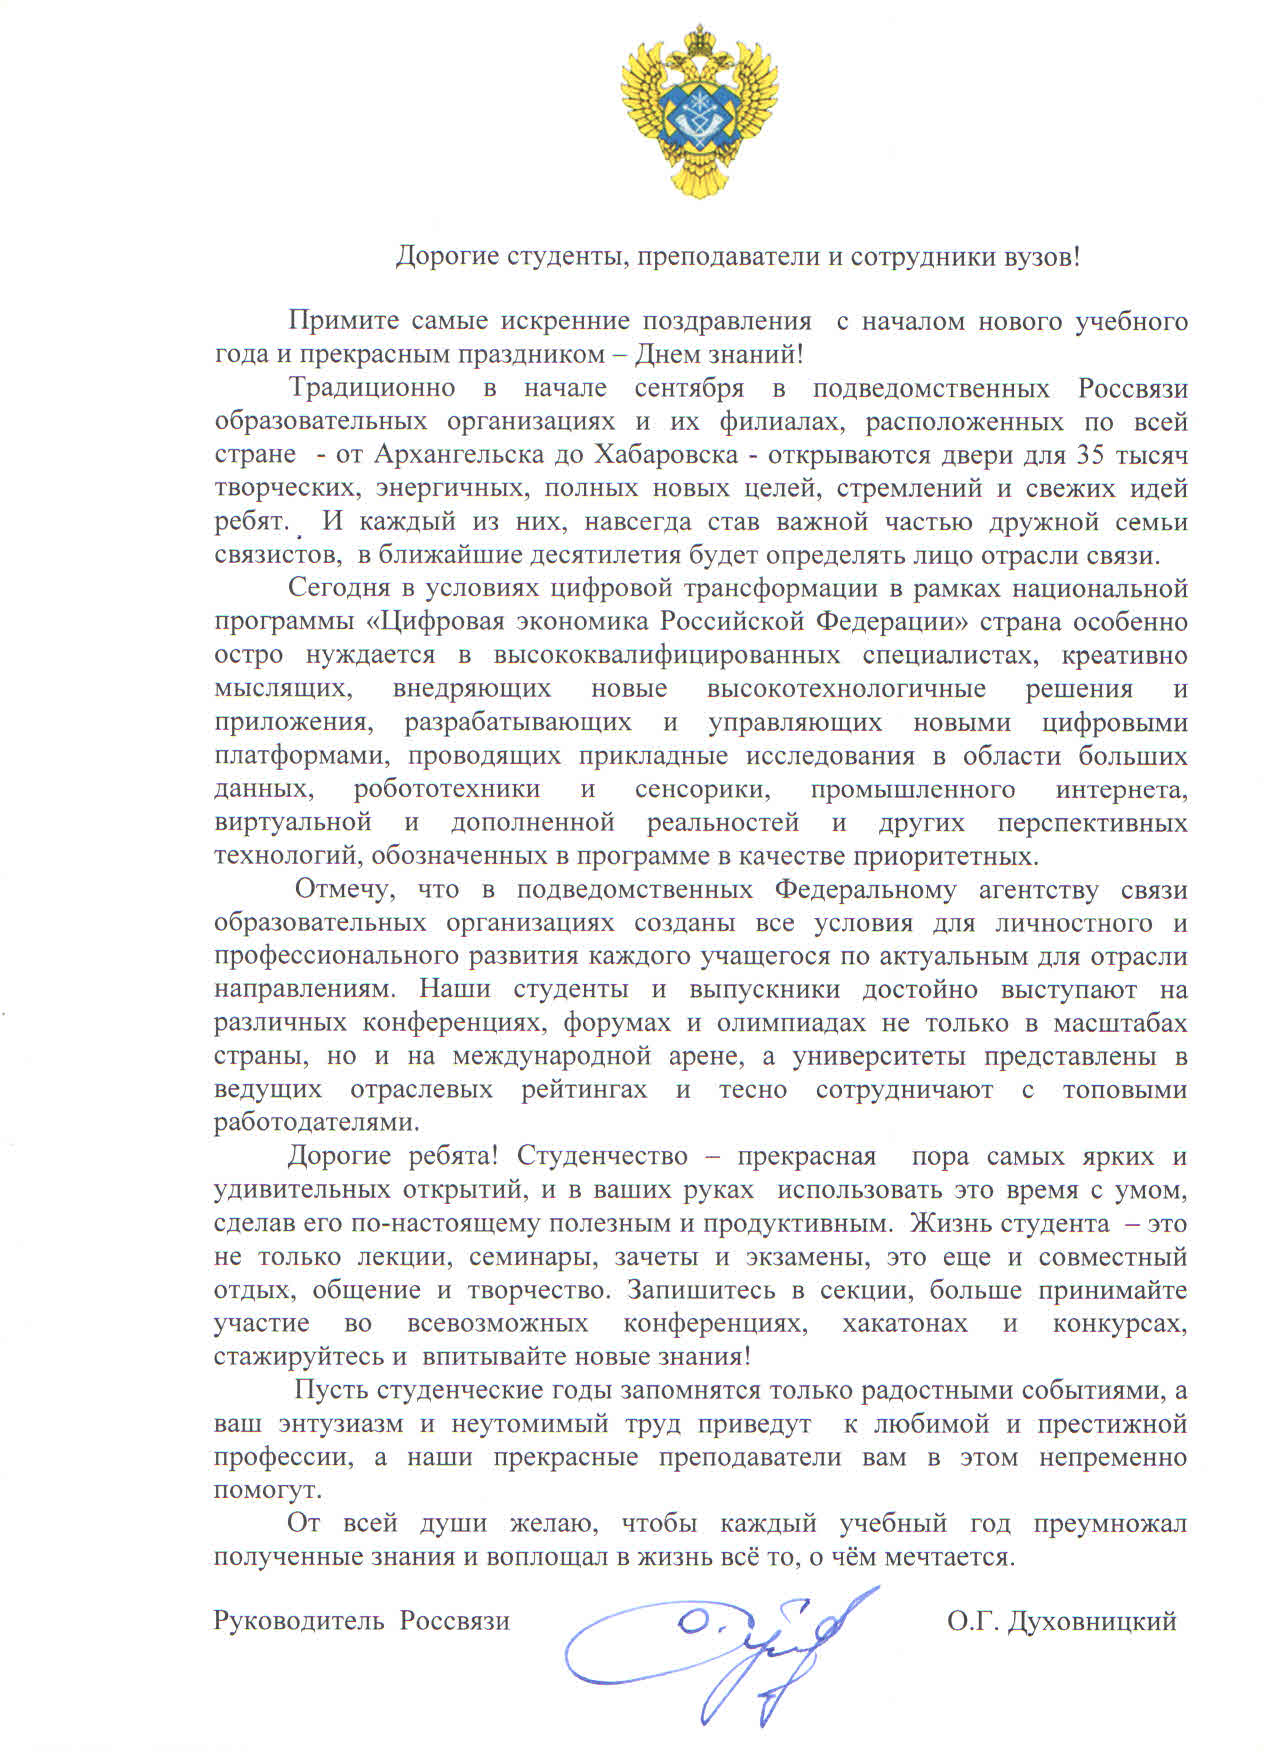 Дорогие студенты, преподаватели и сотрудники вузов!
Примите самые искренние поздравления с началом нового учебного
года и прекрасным праздником – Днем знаний!
Традиционно в начале сентября в подведомственных Россвязи
образовательных организациях и их филиалах, расположенных по всей
стране - от Архангельска до Хабаровска - открываются двери для 35 тысяч
творческих, энергичных, полных новых целей, стремлений и свежих идей
ребят. И каждый из них, навсегда став важной частью дружной семьи
связистов, в ближайшие десятилетия будет определять лицо отрасли связи.
Сегодня в условиях цифровой трансформации в рамках национальной
программы «Цифровая экономика Российской Федерации» страна особенно
остро нуждается в высококвалифицированных специалистах, креативно
мыслящих, внедряющих новые высокотехнологичные решения и
приложения, разрабатывающих и управляющих новыми цифровыми
платформами, проводящих прикладные исследования в области больших
данных, робототехники и сенсорики, промышленного интернета,
виртуальной и дополненной реальностей и других перспективных
технологий, обозначенных в программе в качестве приоритетных.
Отмечу, что в подведомственных Федеральному агентству связи
образовательных организациях созданы все условия для личностного и
профессионального развития каждого учащегося по актуальным для отрасли
направлениям. Наши студенты и выпускники достойно выступают на
различных конференциях, форумах и олимпиадах не только в масштабах
страны, но и на международной арене, а университеты представлены в
ведущих отраслевых рейтингах и тесно сотрудничают с топовыми
работодателями.
Дорогие ребята! Студенчество – прекрасная пора самых ярких и
удивительных открытий, и в ваших руках использовать это время с умом,
сделав его по-настоящему полезным и продуктивным. Жизнь студента – это
не только лекции, семинары, зачеты и экзамены, это еще и совместный
отдых, общение и творчество. Запишитесь в секции, больше принимайте
участие во всевозможных конференциях, хакатонах и конкурсах,
стажируйтесь и впитывайте новые знания!
Пусть студенческие годы запомнятся только радостными событиями, а
ваш энтузиазм и неутомимый труд приведут к любимой и престижной
профессии, а наши прекрасные преподаватели вам в этом непременно
помогут.
От всей души желаю, чтобы каждый учебный год преумножал
полученные знания и воплощал в жизнь всё то, о чём мечтается.
Руководитель Россвязи О.Г. Духовницкий